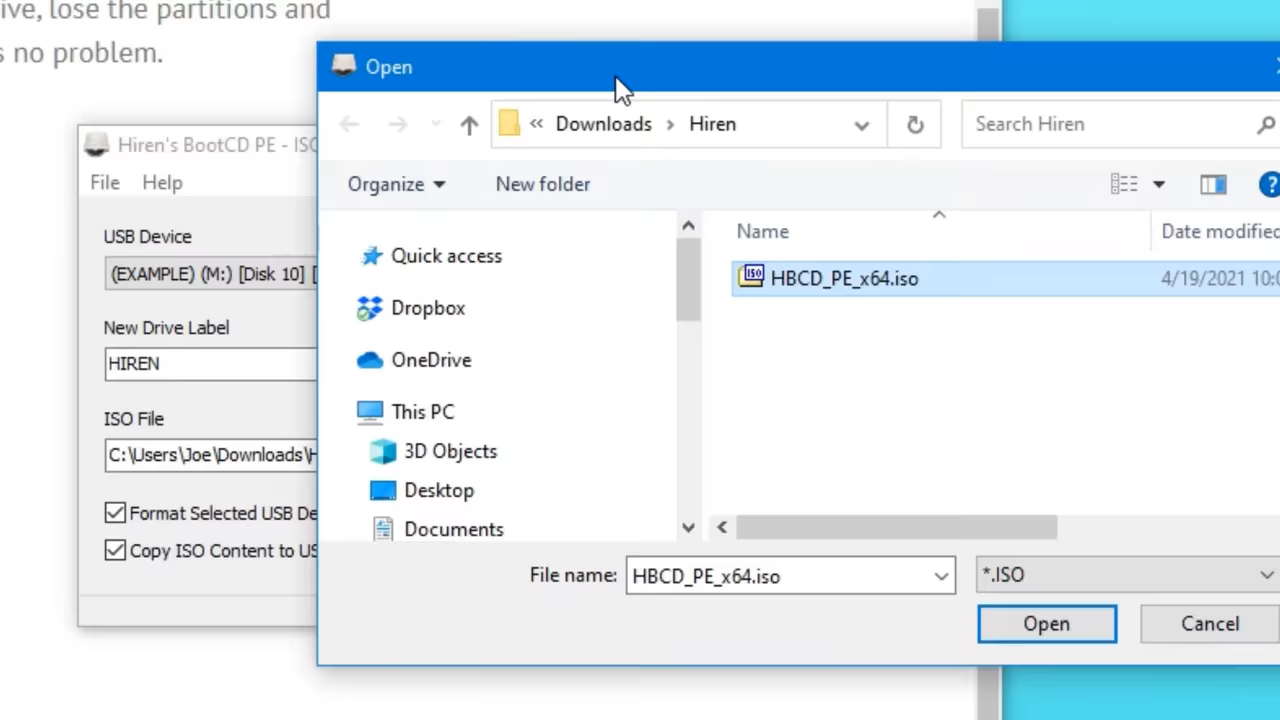 ive, lose the partitions and
s no problem.
Open
Downloads
Hiren
Search Hiren
Hiren's BootCD PE - ISO
File
Help
Organize
New folder
USB Device
(EXAMPLE) (M:) [Disk 10] [
New Drive Label
HIREN
ISO File
C:\Users\Joe\Downloads\H
Format Selected USB De
Copy ISO Content to US
Quick access
Dropbox
OneDrive
This PC
3D Objects
Desktop
Documents
Name
Date modified
ISO
HBCD_PE_x64.iso
4/19/2021 10:0
File name:
HBCD_PE_x64.iso
*.ISO
Open
Cancel